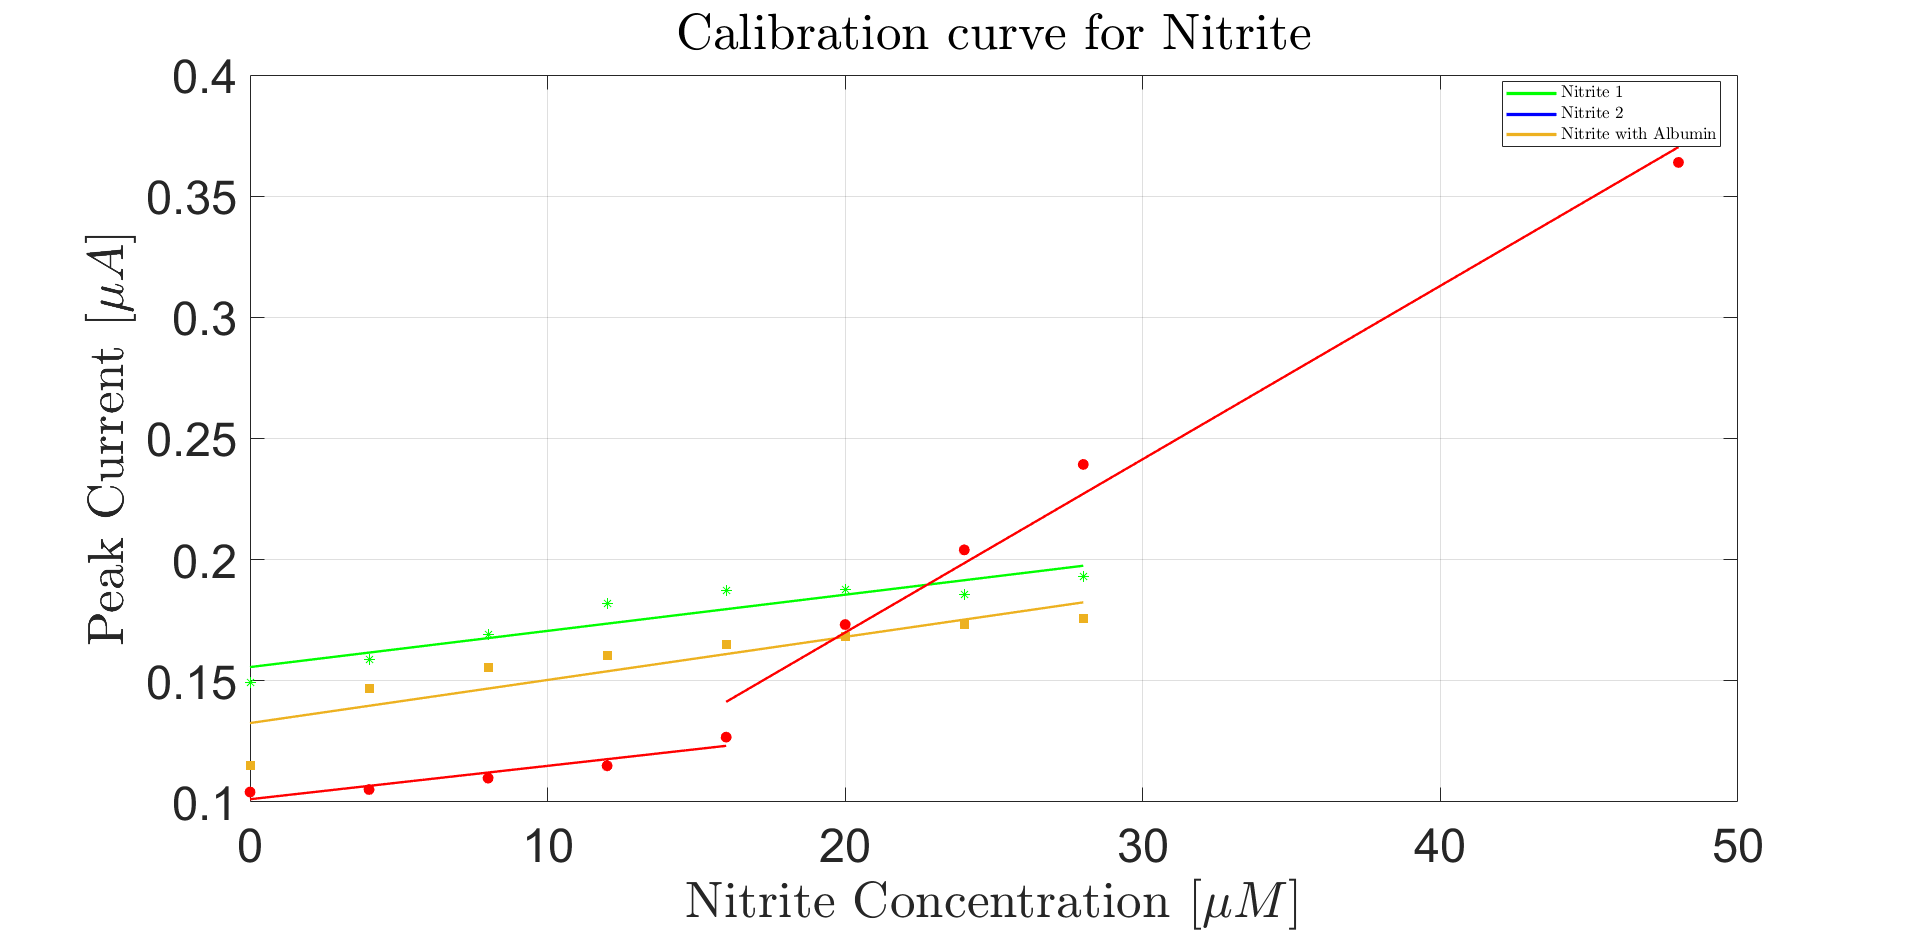 Calibration curve for Nitrite
0.4
0.35
0.3
0.25
0.2
0.15
0.1
Peak Current [μA]
Nitrite 1
Nitrite 2
Nitrite with Albumin
0 10 20 30 40 50
Nitrite Concentration [μM]